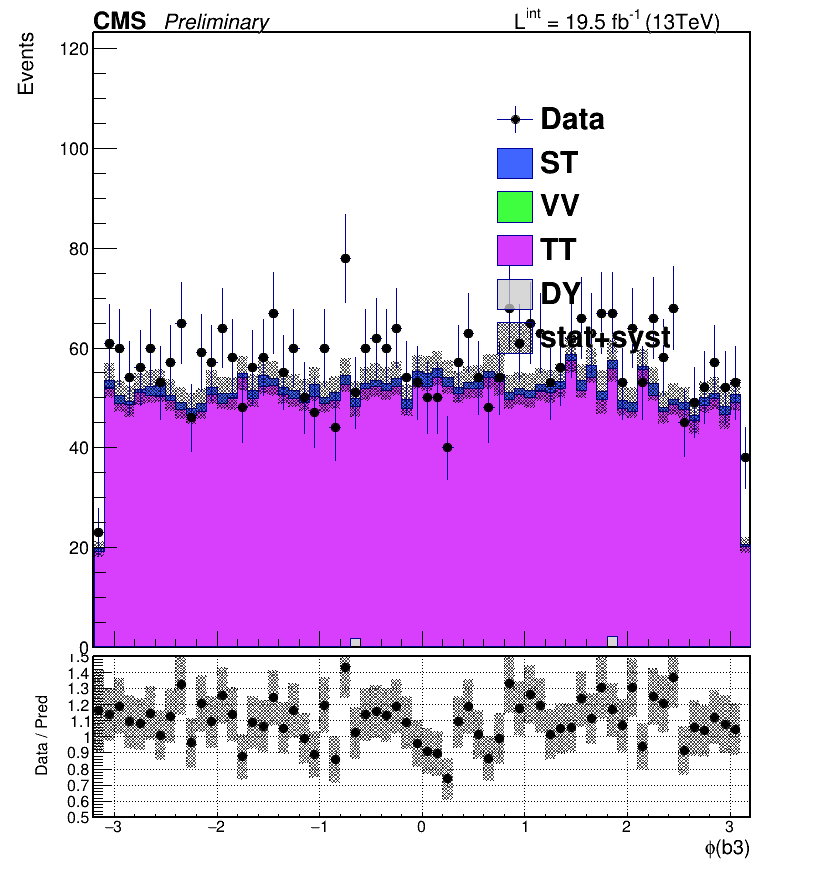 CMS Preliminary L^int = 19.5 fb^-1 (13TeV)
Events
120
100
80
60
40
20
0
Data
ST
VV
TT
DY
stat+syst
Data / Pred
1.5
1.4
1.3
1.2
1.1
1
0.9
0.8
0.7
0.6
0.5
−3 −2 −1 0 1 2 3
ϕ(b3)